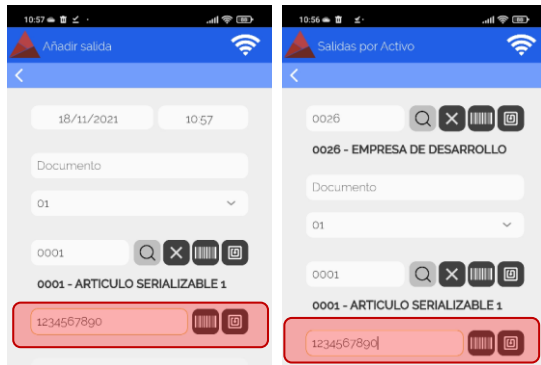 10:57
Añadir salida
18/11/2021
10:57
Documento
01
0001
0001 - ARTICULO SERIALIZABLE 1
1234567890
10:56
Salidas por Activo
0026
0026 - EMPRESA DE DESARROLLO
Documento
01
0001
0001 - ARTICULO SERIALIZABLE 1
1234567890